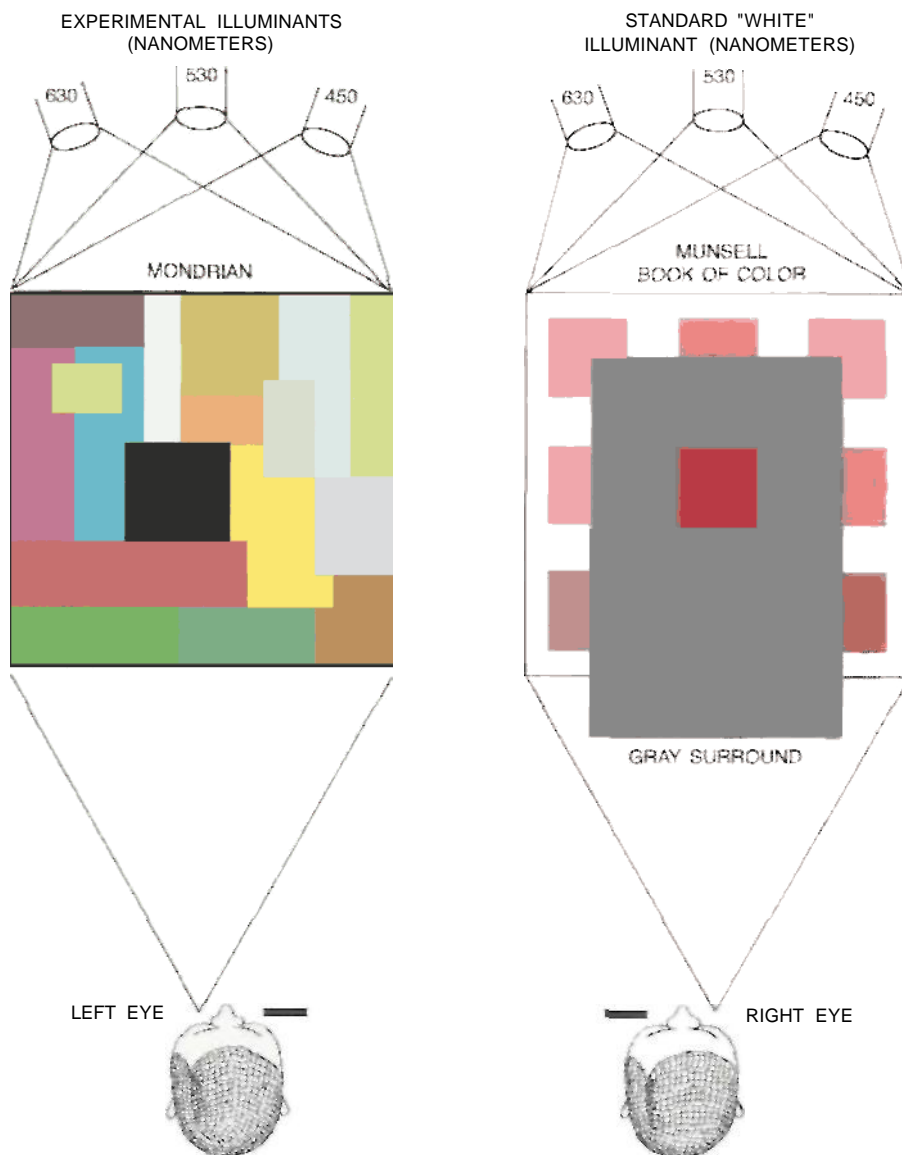 EXPERIMENTAL ILLUMINANTS
(NANOMETERS)
630
530
450
MONDRIAN
LEFT EYE
STANDARD "WHITE"
ILLUMINANT (NANOMETERS)
630
530
450
MUNSELL
BOOK OF COLOR
GRAY SURROUND
RIGHT EYE